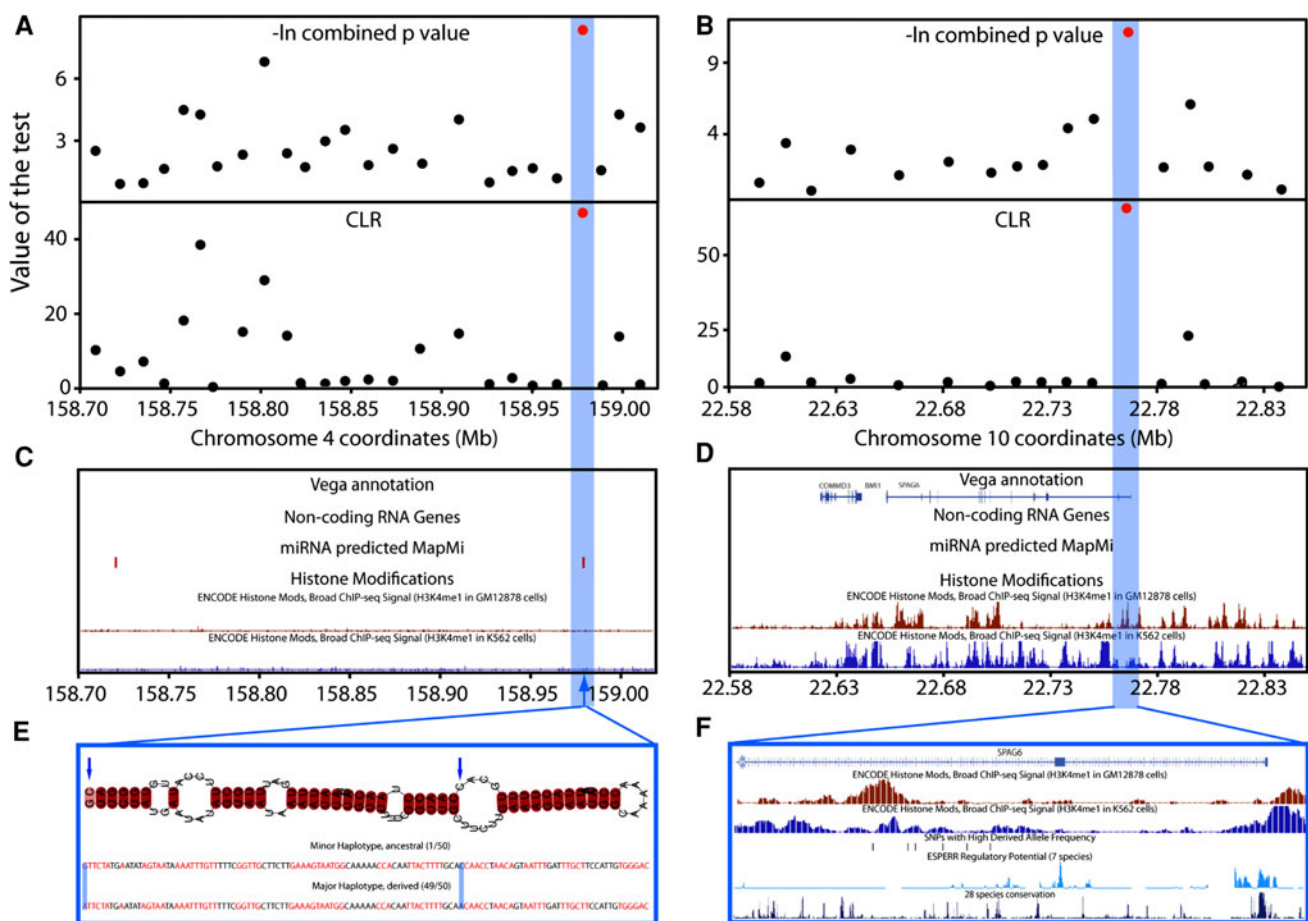 A
-ln combined p value
6
3
Value of the test
CLR
40
20
0
158.70 158.75 158.80 158.85 158.90 158.95 159.00
Chromosome 4 coordinates (Mb)
B
-ln combined p value
9
4
CLR
50
25
0
22.58 22.63 22.68 22.73 22.78 22.83
Chromosome 10 coordinates (Mb)
C
Vega annotation
Non-coding RNA Genes
miRNA predicted MapMi
Histone Modifications
ENCODE Histone Mods, Broad ChIP-seq Signal (H3K4me1 in GM12878 cells)
ENCODE Histone Mods, Broad ChIP-seq Signal (H3K4me1 in K562 cells)
158.70 158.75 158.80 158.85 158.90 158.95 159.00
D
COMMD3 BMI1 SPAG6
Vega annotation
Non-coding RNA Genes
miRNA predicted MapMi
Histone Modifications
ENCODE Histone Mods, Broad ChIP-seq Signal (H3K4me1 in GM12878 cells)
ENCODE Histone Mods, Broad ChIP-seq Signal (H3K4me1 in K562 cells)
22.58 22.63 22.68 22.73 22.78 22.83
E
Minor Haplotype, ancestral (1/50)
GTTCTATGAATATAGTAATAAAATTTGTTTTTCGGTTGCTTCTTGAAAGTAATGGCAAAAACCACAATTACTTTTGCACCAACCTAACAGTAATTTGATTTGCTTCCATTGTGGGAC
Major Haplotype, derived (49/50)
ATTCTATGAATATAGTAATAAAATTTGTTTTTCGGTTGCTTCTTGAAAGTAATGGCAAAAACCACAATTACTTTTGCAACAACCTAACAGTAATTTGATTTGCTTCCATTGTGGGAC
F
SPAG6
ENCODE Histone Mods, Broad ChIP-seq Signal (H3K4me1 in GM12878 cells)
ENCODE Histone Mods, Broad ChIP-seq Signal (H3K4me1 in K562 cells)
SNPs with High Derived Allele Frequency
ESPERR Regulatory Potential (7 species)
28 species conservation